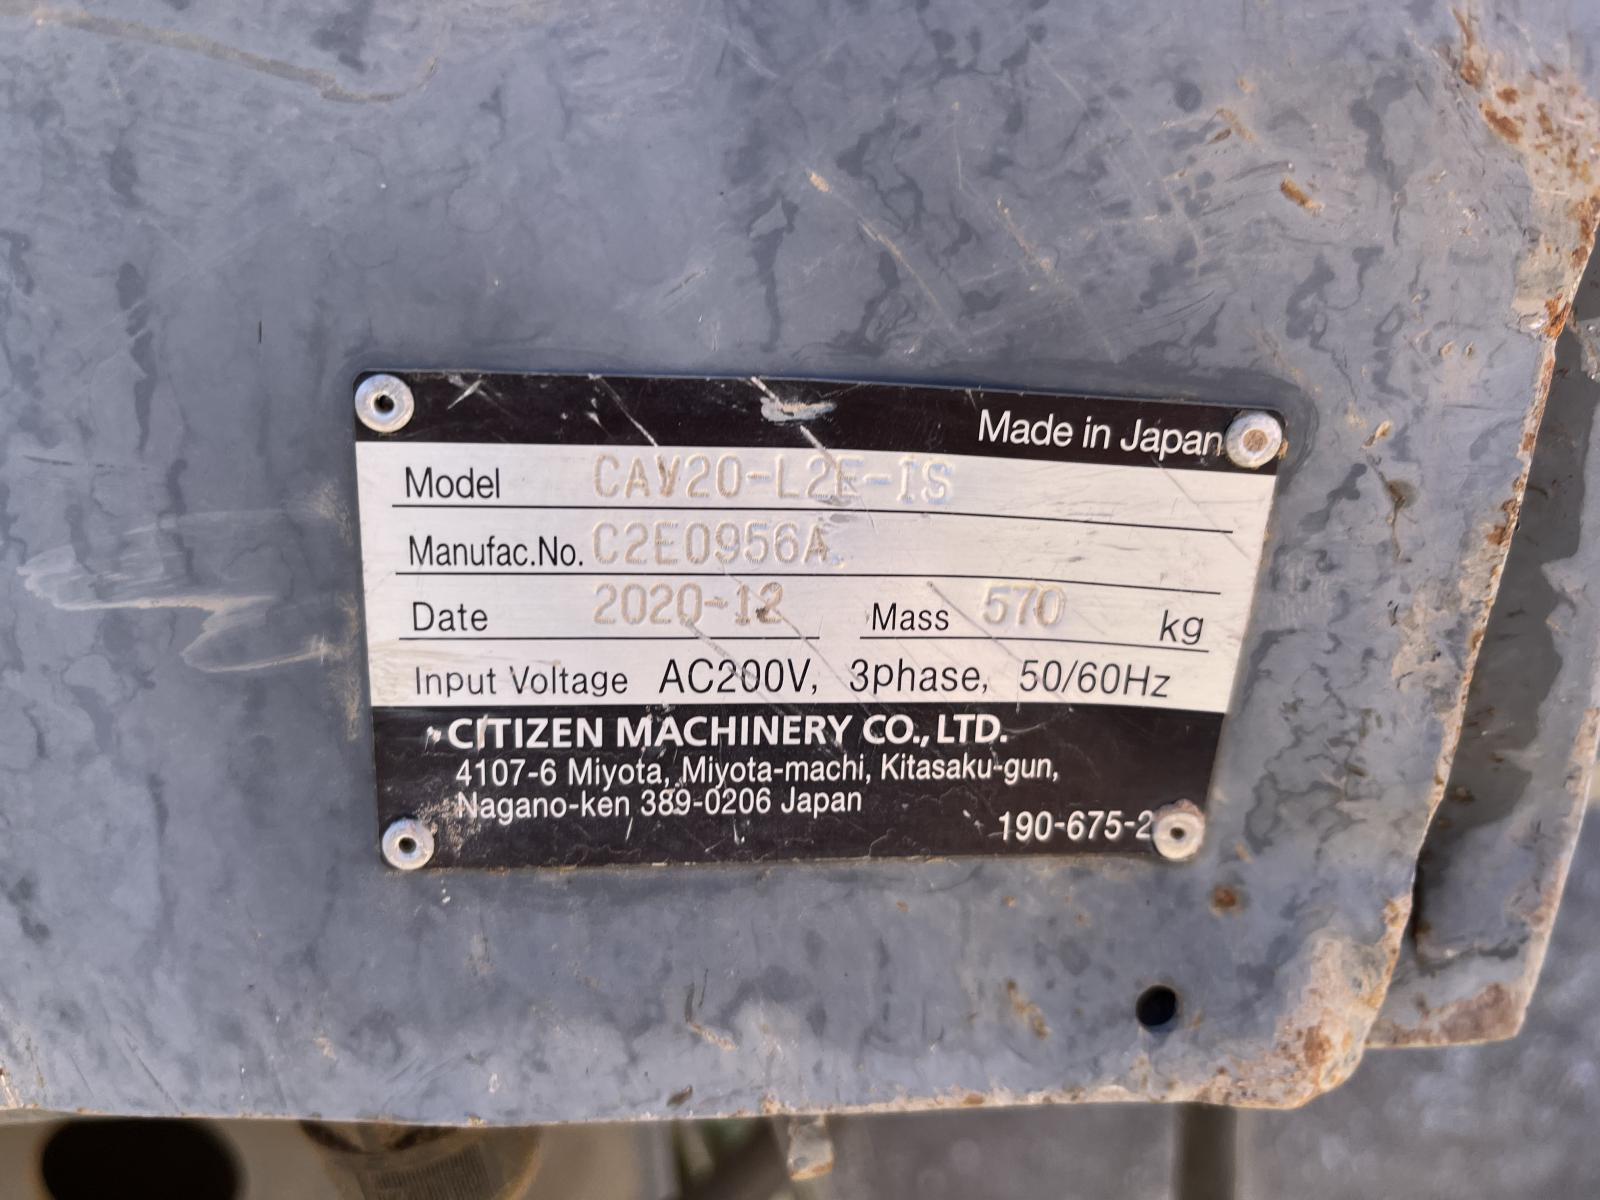 Made in Japan
Model CAV20-L2E-IS
Manufac.No. C2E0956A
Date 2020-12 Mass 570 kg
Input Voltage AC200V, 3phase, 50/60Hz
CITIZEN MACHINERY CO., LTD.
4107-6 Miyota, Miyota-machi, Kitasaku-gun,
Nagano-ken 389-0206 Japan
190-675-2